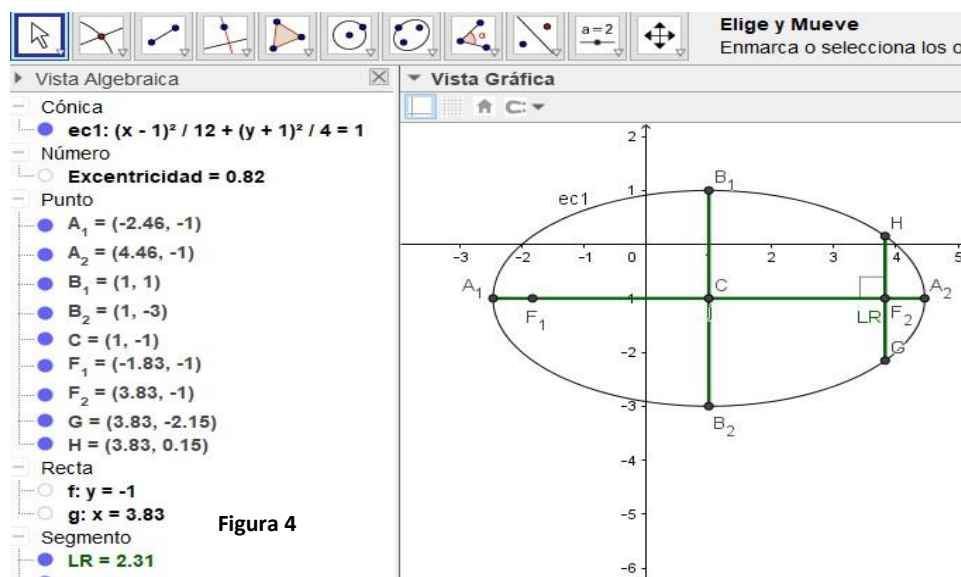 a = 2
Elige y Mueve
Enmarca o selecciona los o
Vista Algebraica
Cónica
ec1: (x - 1)² / 12 + (y + 1)² / 4 = 1
Número
Excentricidad = 0.82
Punto
A₁ = (-2.46, -1)
A₂ = (4.46, -1)
B₁ = (1, 1)
B₂ = (1, -3)
C = (1, -1)
F₁ = (-1.83, -1)
F₂ = (3.83, -1)
G = (3.83, -2.15)
H = (3.83, 0.15)
Recta
f: y = -1
g: x = 3.83
Segmento
LR = 2.31
Figura 4
Vista Gráfica
2
B₁
ec1
1
H
-3 -2 -1 0 2 3 4 5
A₁ C A₂
F₁ LR F₂
-2 G
-3
B₂
-4
-5
-6
α